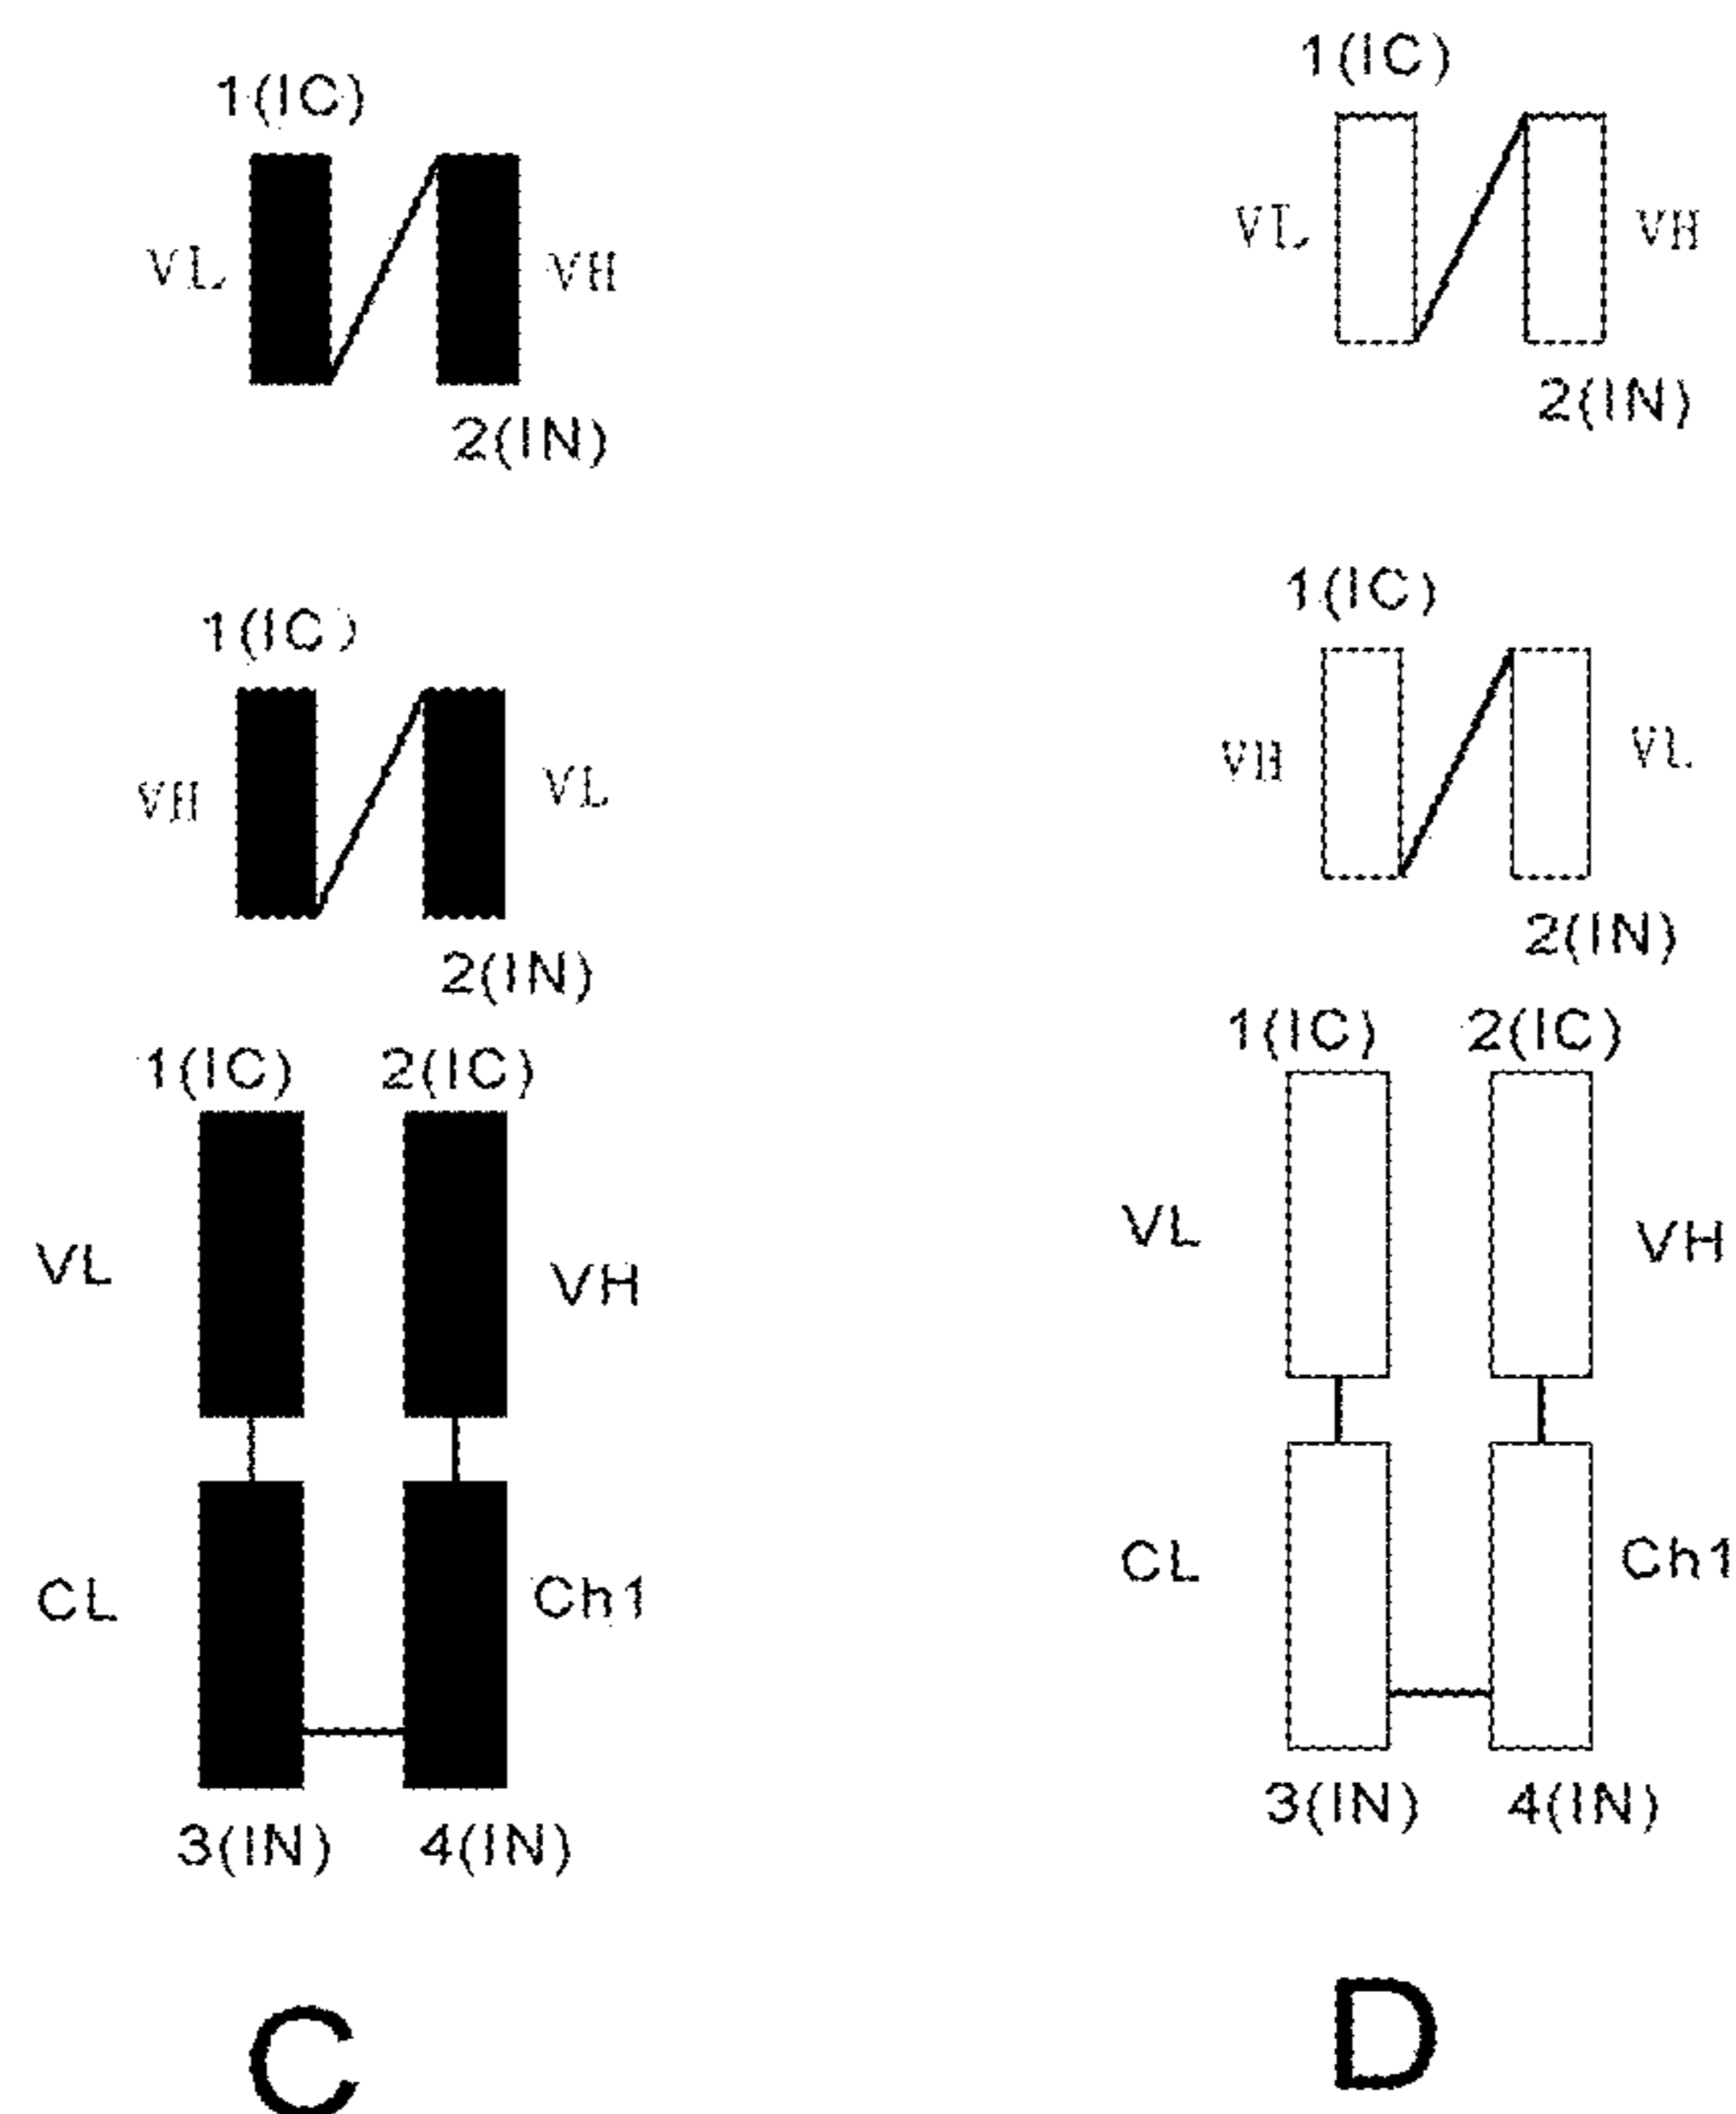 1(IC)
1(IC)
VL
VH
VL
VH
2(IN)
2(IN)
1(IC)
1(IC)
VH
VL
VH
VL
2(IN)
2(IN)
1(IC) 2(IC)
1(IC) 2(IC)
VL
VH
VL
VH
CL
Ch1
CL
Ch1
3(IN) 4(IN)
3(IN) 4(IN)
C
D